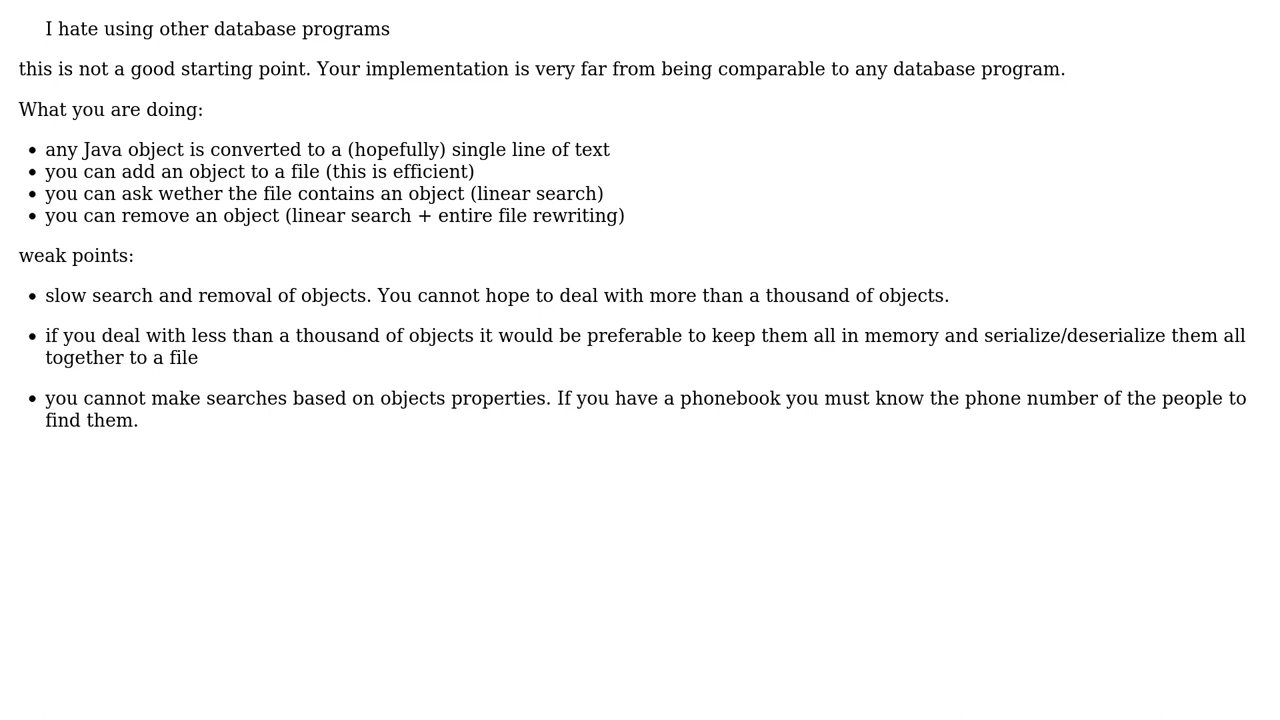 I hate using other database programs
this is not a good starting point. Your implementation is very far from being comparable to any database program.
What you are doing:
• any Java object is converted to a (hopefully) single line of text
• you can add an object to a file (this is efficient)
• you can ask wether the file contains an object (linear search)
• you can remove an object (linear search + entire file rewriting)
weak points:
• slow search and removal of objects. You cannot hope to deal with more than a thousand of objects.
• if you deal with less than a thousand of objects it would be preferable to keep them all in memory and serialize/deserialize them all
together to a file
• you cannot make searches based on objects properties. If you have a phonebook you must know the phone number of the people to
find them.